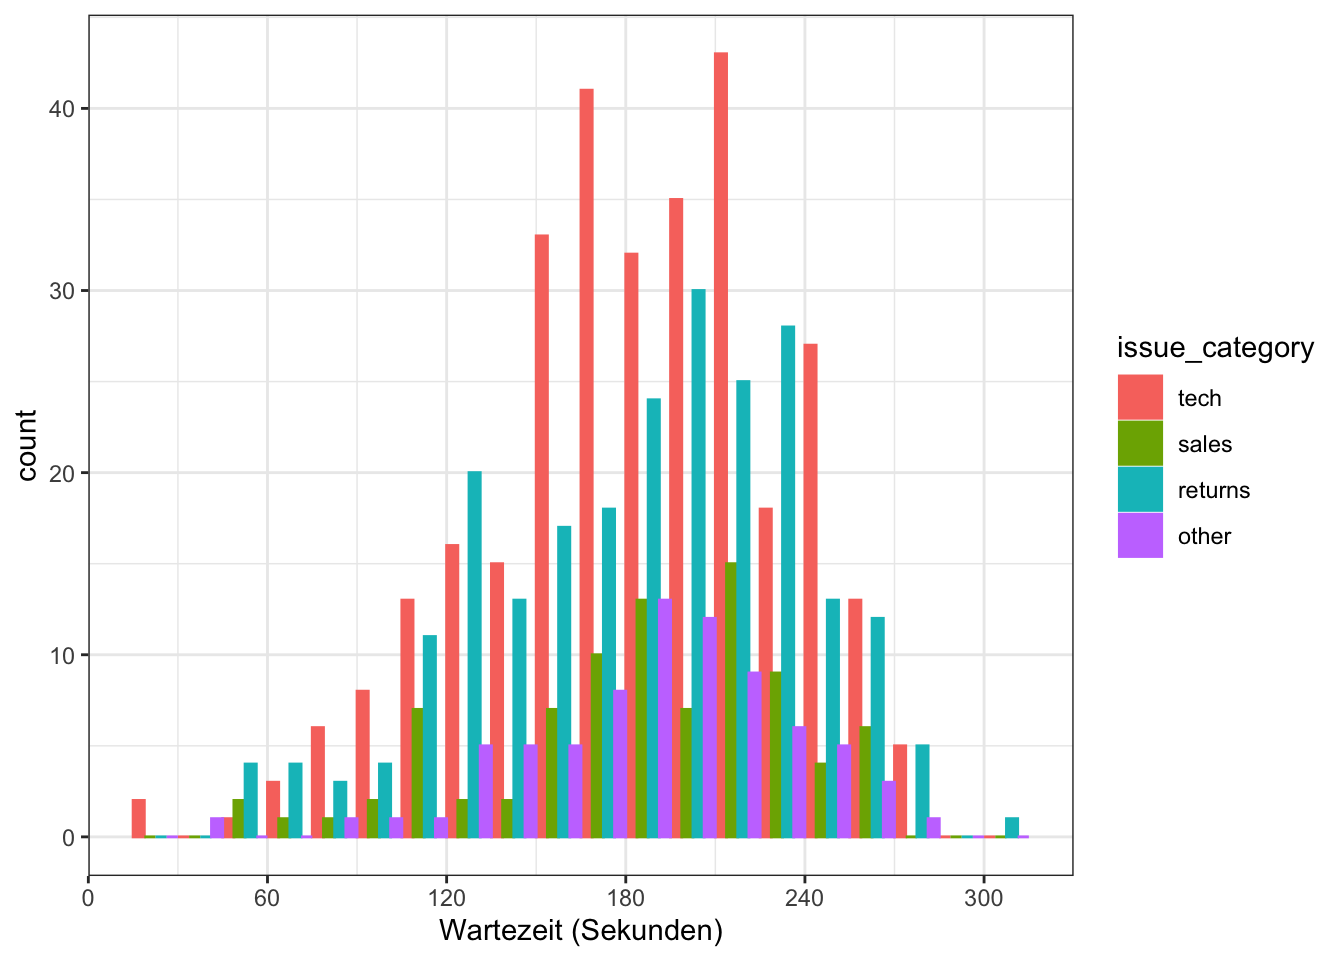 count
40
30
20
10
0
0 60 120 180 240 300
Wartezeit (Sekunden)
issue_category
tech
sales
returns
other